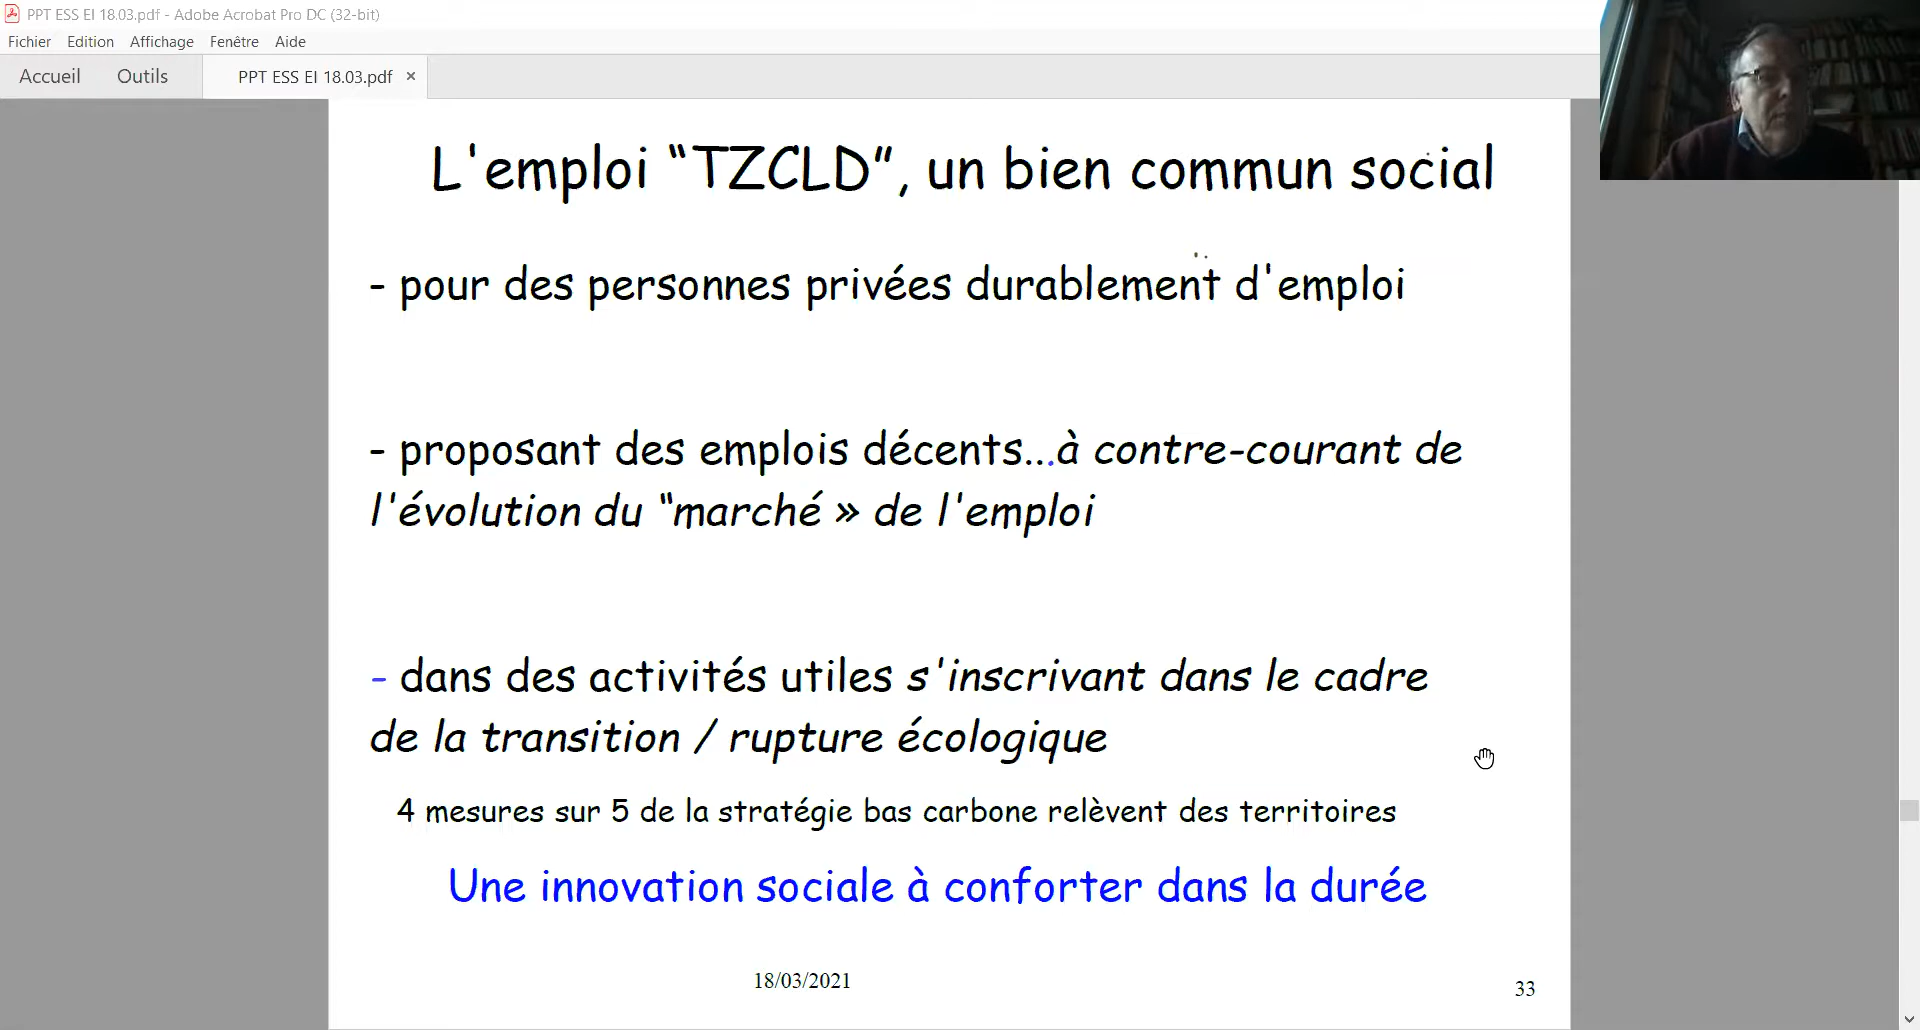 PPT ESS EI 18.03.pdf - Adobe Acrobat Pro DC (32-bit)
Fichier Edition Affichage Fenêtre Aide
Accueil Outils PPT ESS EI 18.03.pdf ×
L'emploi “TZCLD”, un bien commun social
- pour des personnes privées durablement d'emploi
- proposant des emplois décents...à contre-courant de
l'évolution du “marché » de l'emploi
- dans des activités utiles s'inscrivant dans le cadre
de la transition / rupture écologique
4 mesures sur 5 de la stratégie bas carbone relèvent des territoires
Une innovation sociale à conforter dans la durée
18/03/2021
33